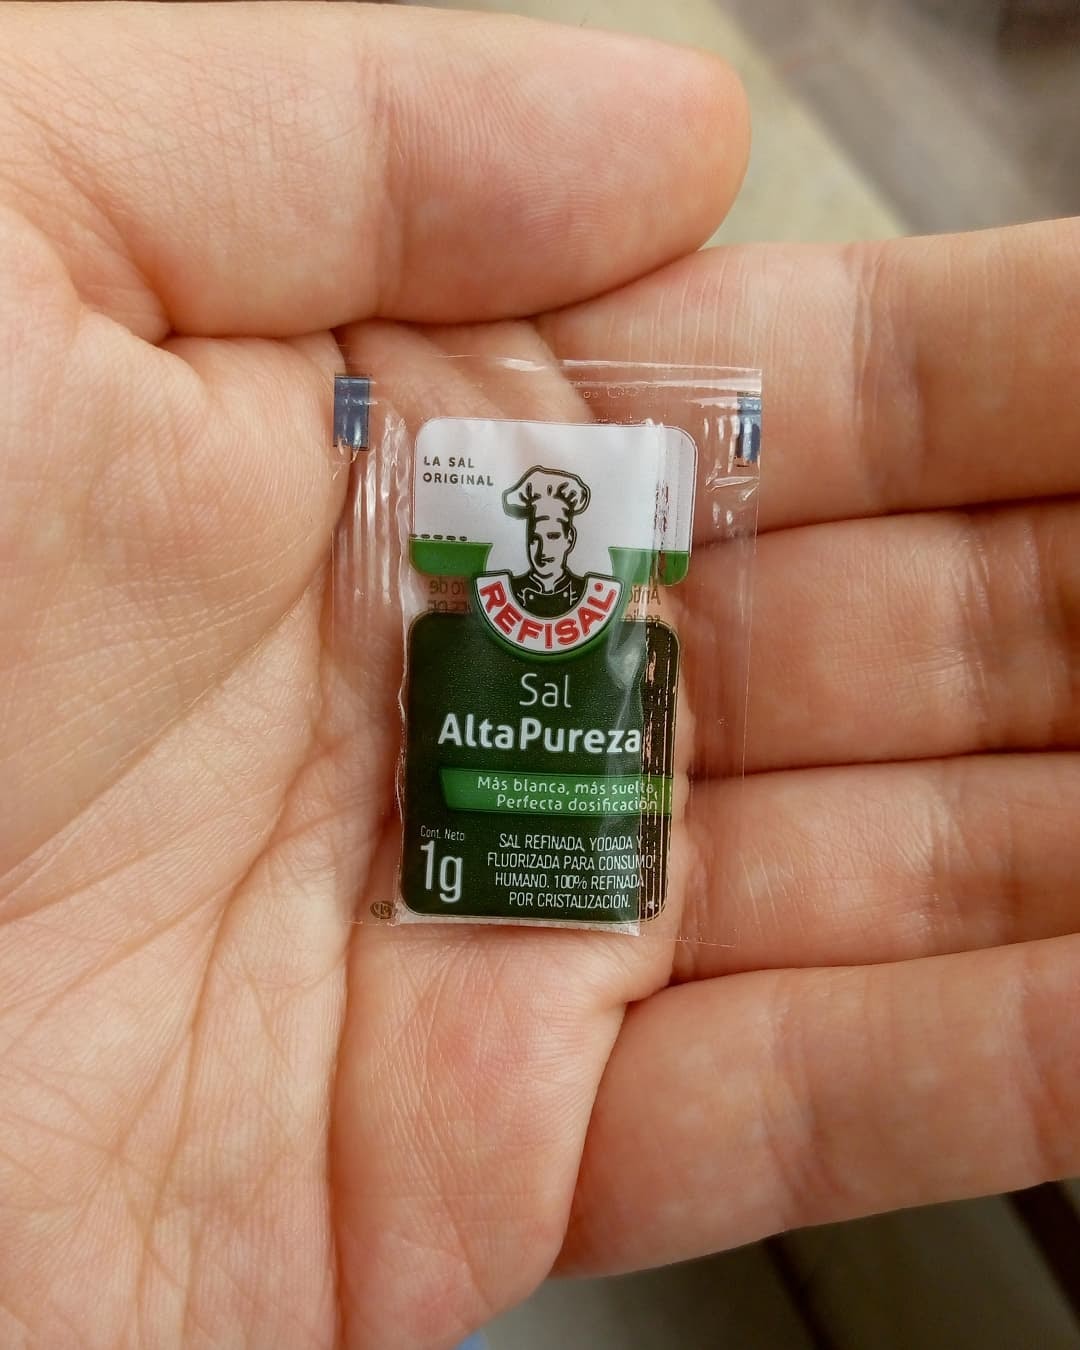 LA SAL
ORIGINAL
REFISAL
Sal
AltaPureza
Más blanca, más suelta,
Perfecta dosificación
Cont. Neto
1g
SAL REFINADA, YODADA Y
FLUORIZADA PARA CONSUMO
HUMANO. 100% REFINADA
POR CRISTALIZACIÓN.